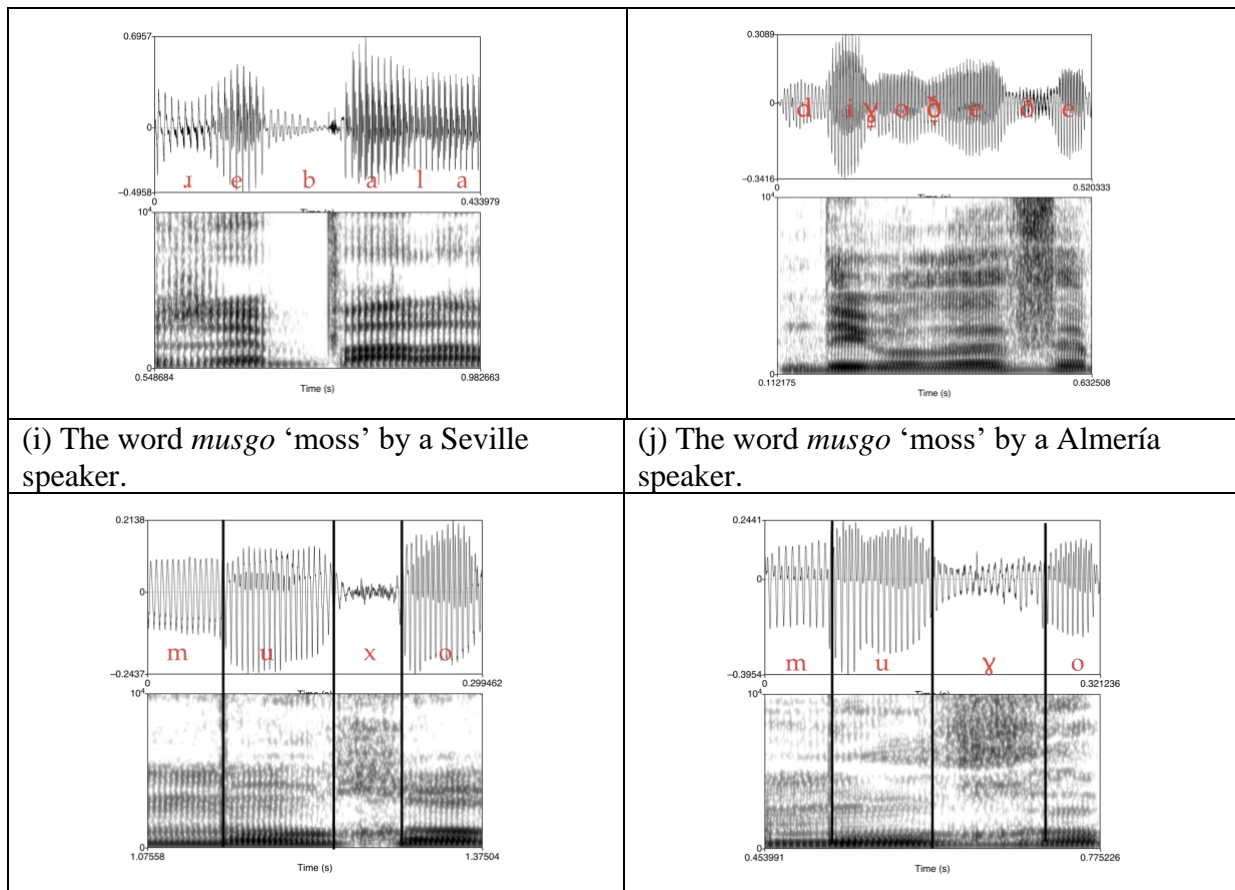 0.6957
0
ɹ e b a l a
−0.4958
0 0.433979
Time (s)
10⁴
0
0.548684 0.982663
Time (s)
0.3089
0
d i ɣ̞ o ð̞ e ð e
−0.3416
0 0.520333
Time (s)
10⁴
0
0.112175 0.632508
Time (s)
(i) The word musgo ‘moss’ by a Seville
speaker.
(j) The word musgo ‘moss’ by a Almería
speaker.
0.2138
0
m u x o
−0.2437
0 0.299462
Time (s)
10⁴
0
1.07558 1.37504
Time (s)
0.2441
0
m u ɣ o
−0.3954
0 0.321236
Time (s)
10⁴
0
0.453991 0.775226
Time (s)